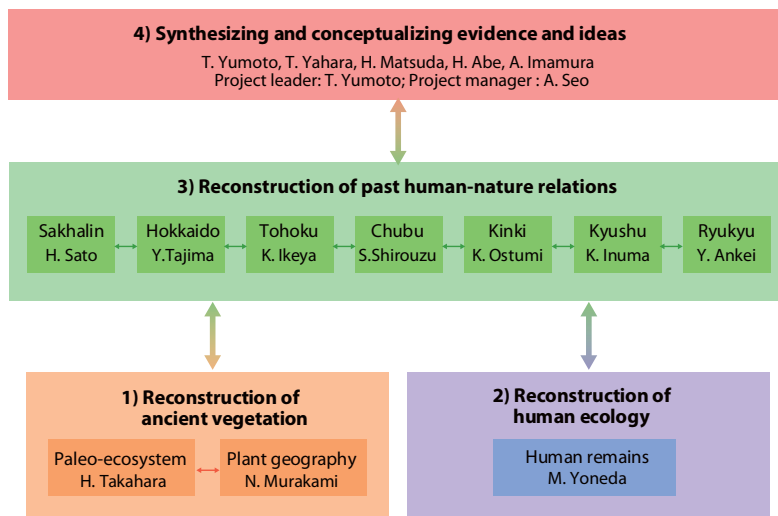 4) Synthesizing and conceptualizing evidence and ideas
T. Yumoto, T. Yahara, H. Matsuda, H. Abe, A. Imamura
Project leader: T. Yumoto; Project manager : A. Seo
3) Reconstruction of past human-nature relations
Sakhalin
H. Sato
Hokkaido
Y.Tajima
Tohoku
K. Ikeya
Chubu
S.Shirouzu
Kinki
K. Ostumi
Kyushu
K. Inuma
Ryukyu
Y. Ankei
1) Reconstruction of
ancient vegetation
Paleo-ecosystem
H. Takahara
Plant geography
N. Murakami
2) Reconstruction of
human ecology
Human remains
M. Yoneda